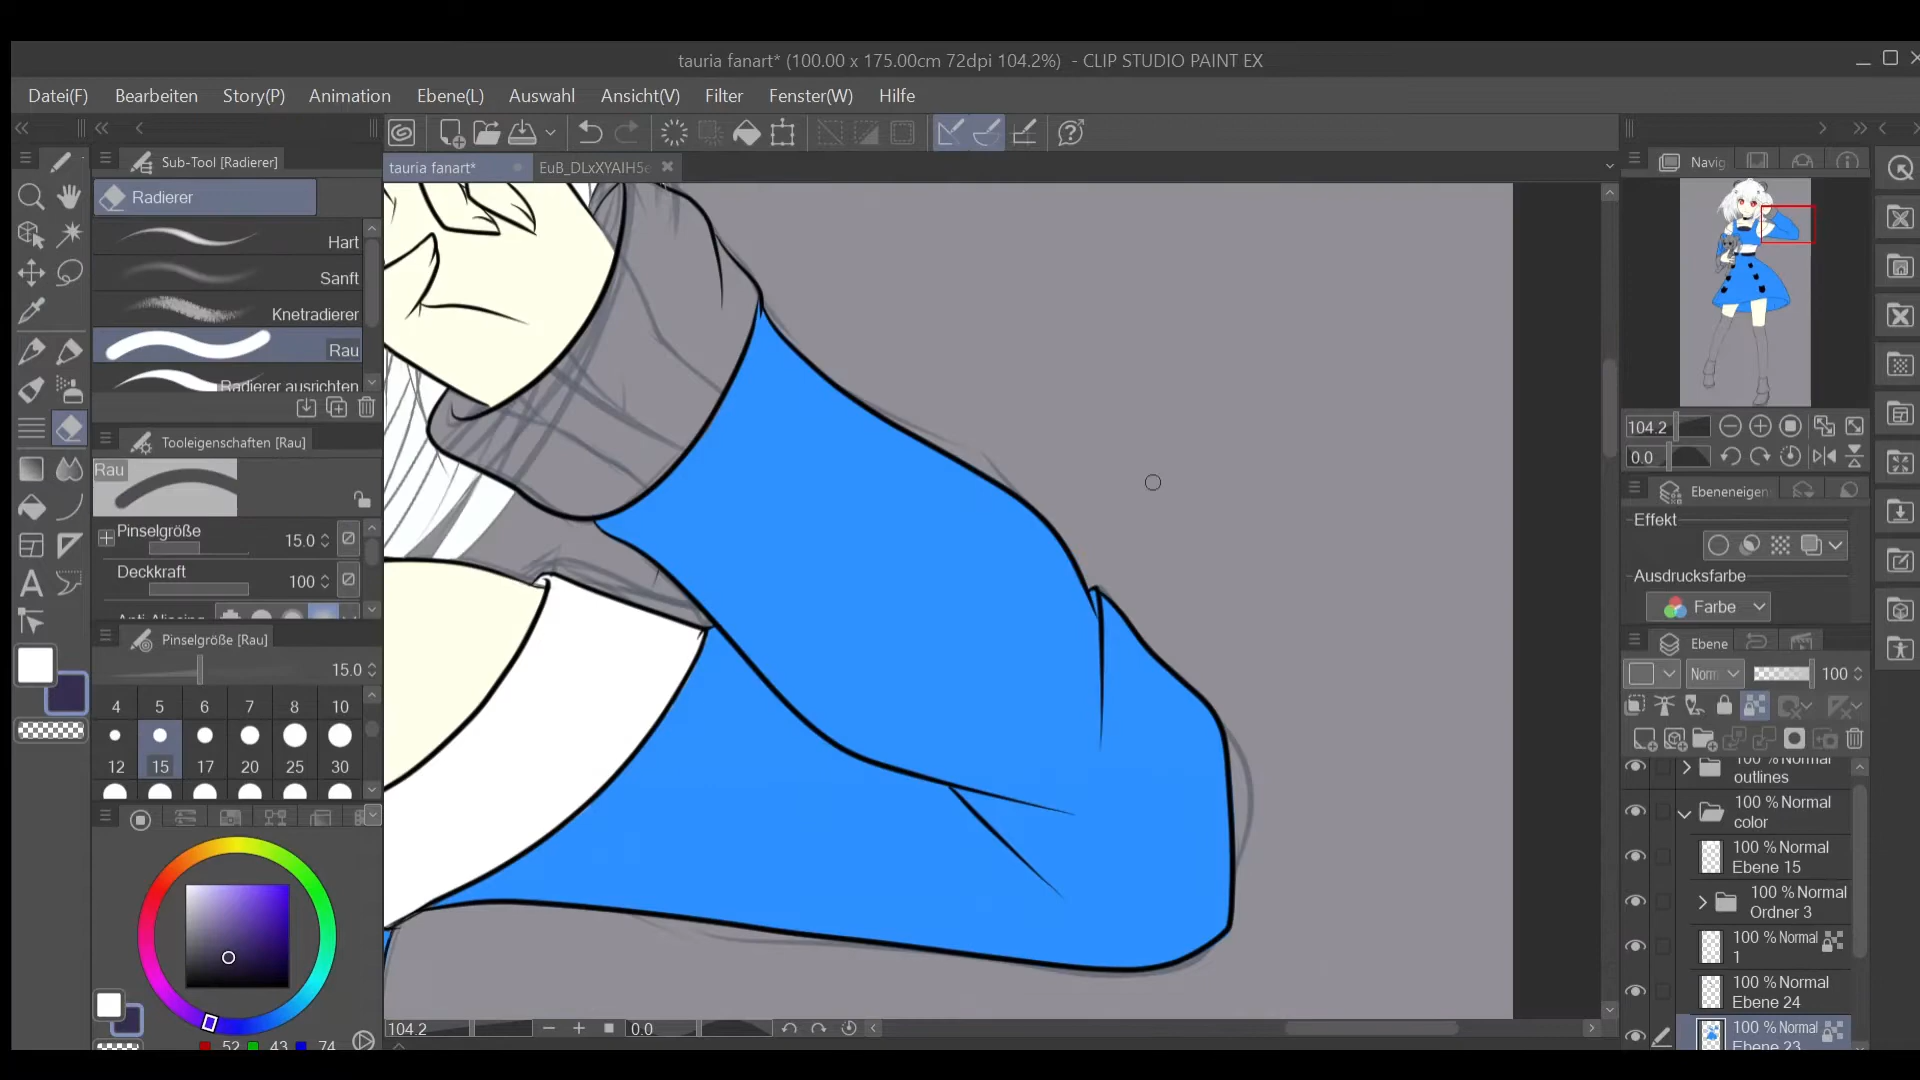 tauria fanart* (100.00 x 175.00cm 72dpi 104.2%) - CLIP STUDIO PAINT EX
Datei(F) Bearbeiten Story(P) Animation Ebene(L) Auswahl Ansicht(V) Filter Fenster(W) Hilfe
Sub-Tool [Radierer]
Radierer
Hart
Sanft
Knetradierer
Rau
Radierer ausrichten
Tooleigenschaften [Rau]
Rau
Pinselgröße 15.0
Deckkraft 100
Anti-Aliasing
Pinselgröße [Rau]
15.0
4 5 6 7 8 10
12 15 17 20 25 30
52 43 74
tauria fanart* EuB_DLxXYAIH5e
104.2 0.0
Navig
104.2
0.0
Ebeneneigen
Effekt
Ausdrucksfarbe
Farbe
Ebene
Norm 100
100 % Normal
outlines
100 % Normal
color
100 % Normal
Ebene 15
100 % Normal
Ordner 3
100 % Normal
1
100 % Normal
Ebene 24
100 % Normal
Ebene 23